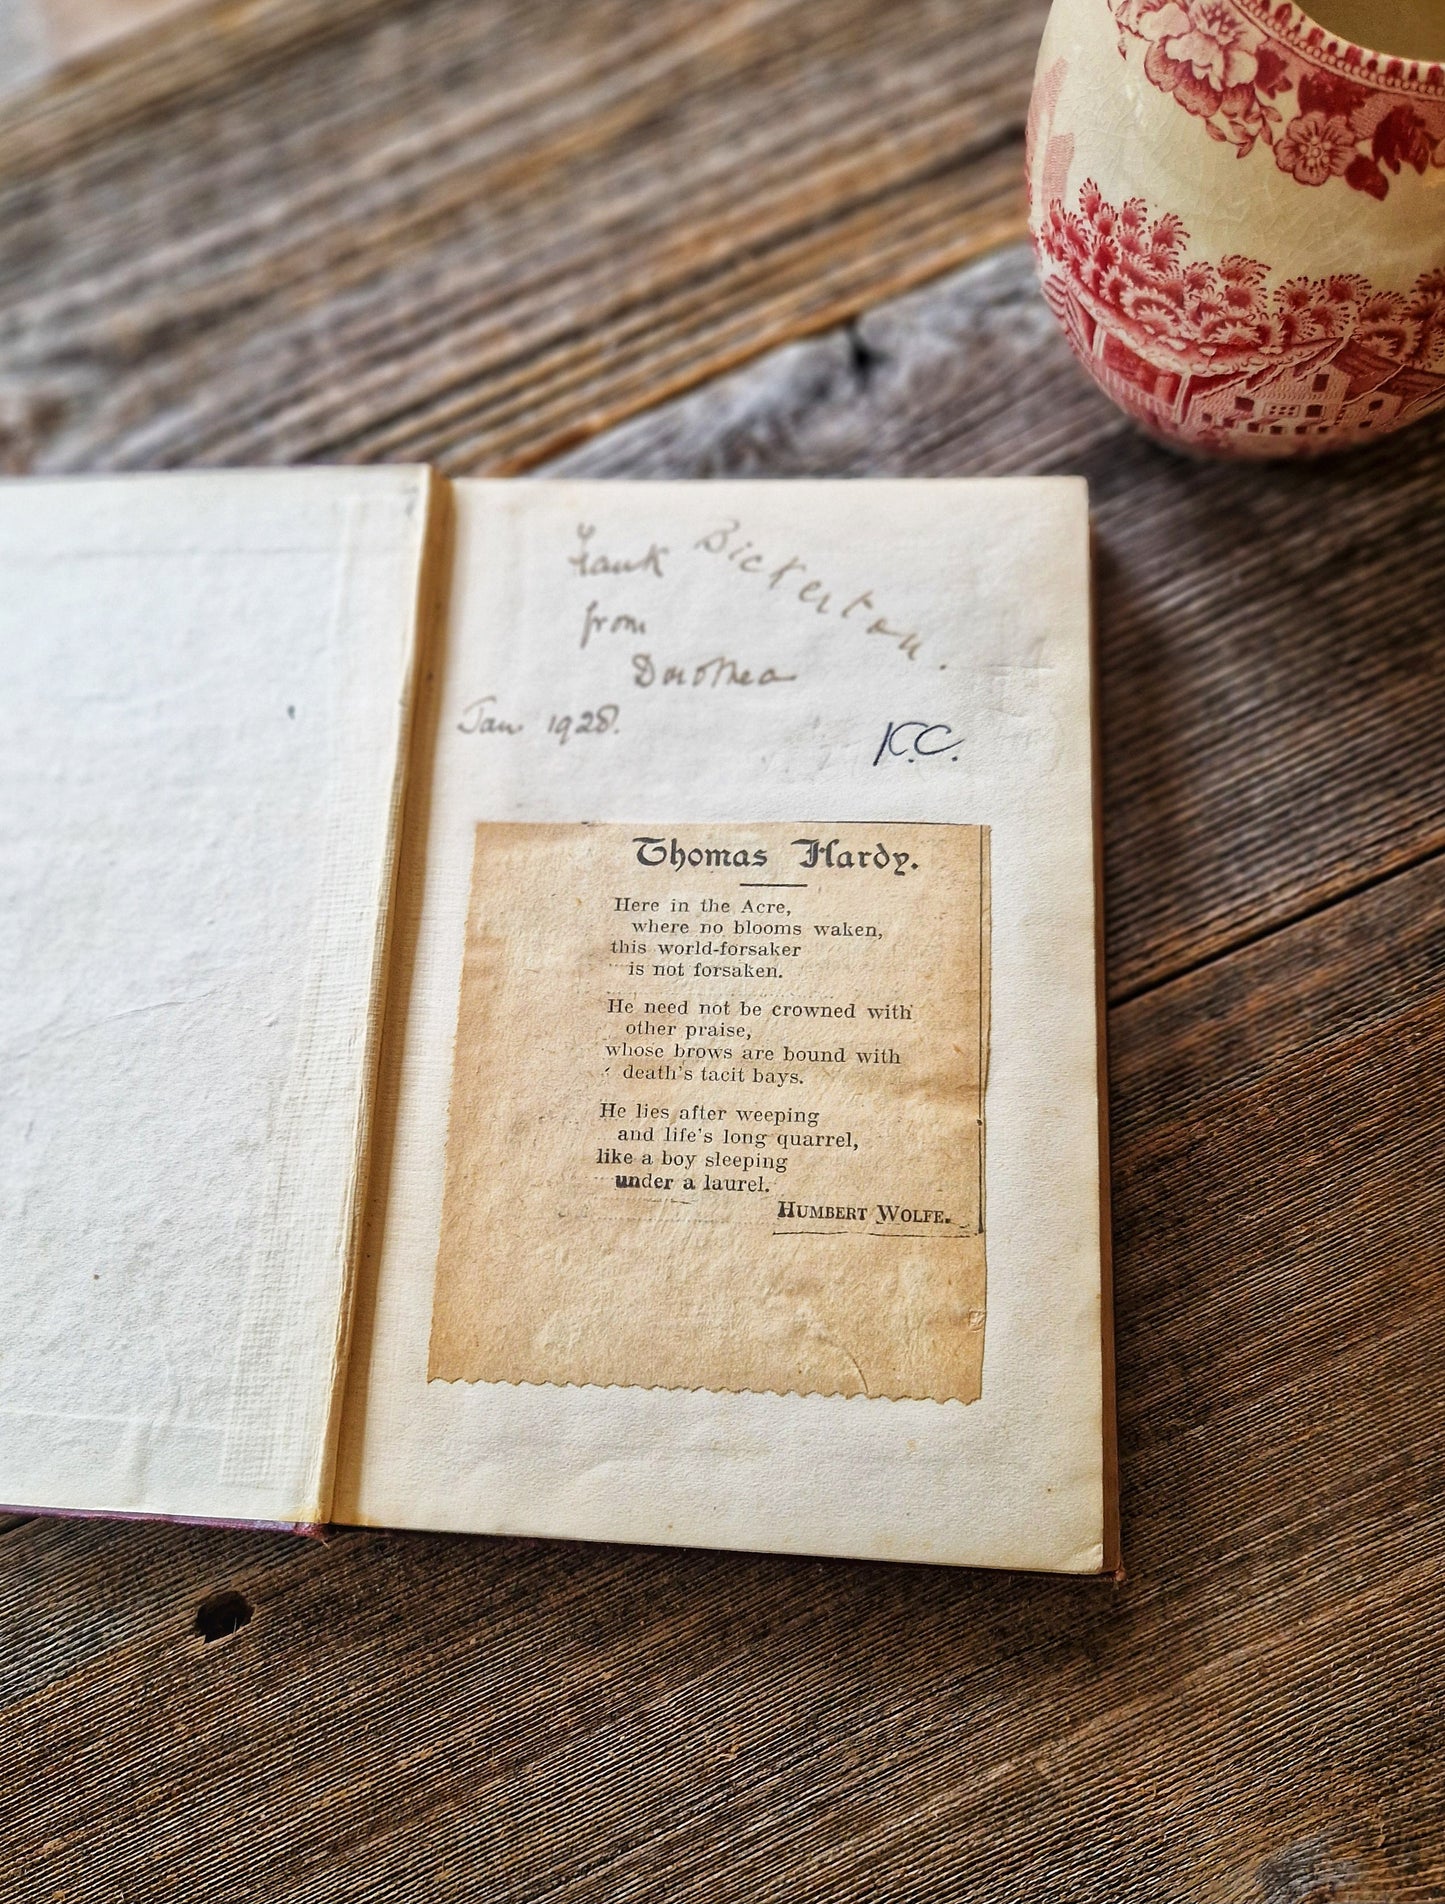 Frank Bickerton.
from
Dorothea
Jan 1928.
K.C.
Thomas Hardy.
Here in the Acre,
where no blooms waken,
this world-forsaker
is not forsaken.
He need not be crowned with
other praise,
whose brows are bound with
death's tacit bays.
He lies after weeping
and life's long quarrel,
like a boy sleeping
under a laurel.
HUMBERT WOLFE.